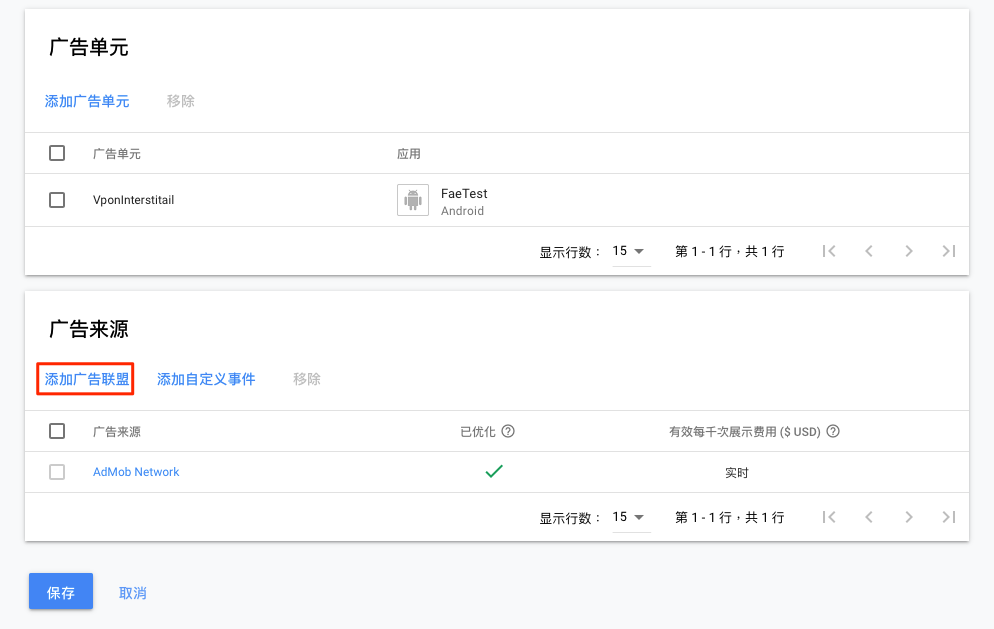 广告单元
添加广告单元 移除
广告单元 应用
VponInterstitail FaeTest
Android
显示行数： 15 第 1 - 1 行，共 1 行
广告来源
添加广告联盟 添加自定义事件 移除
广告来源 已优化 有效每千次展示费用 ($ USD)
AdMob Network 实时
显示行数： 15 第 1 - 1 行，共 1 行
保存 取消